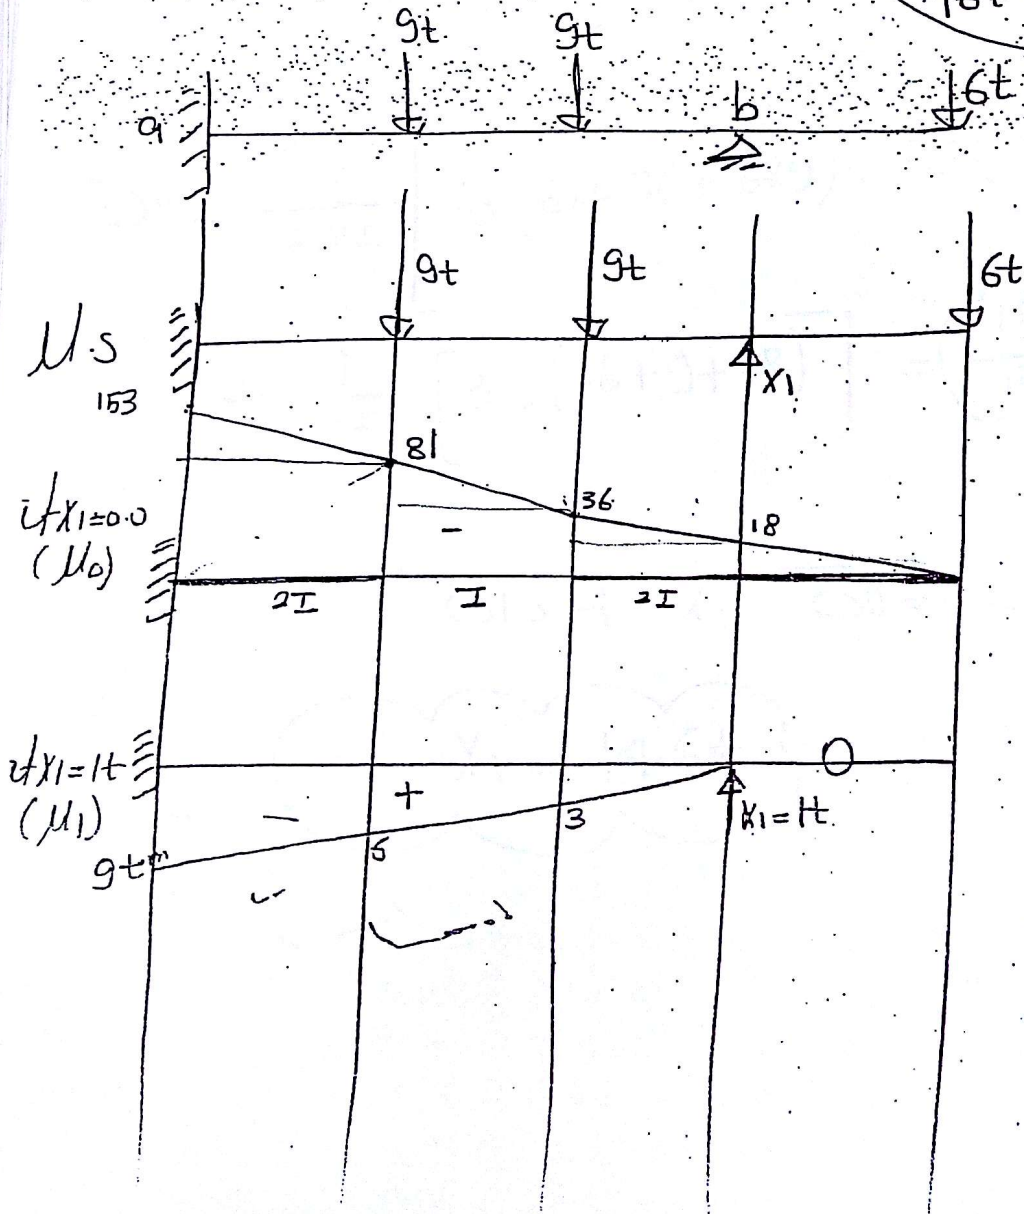 9t 9t
a b 6t
9t 9t 6t
M.S
X1
153
81
if X1=0.0
36
18
(M0)
-
2I I 2I
if X1=1t
+
0
(M1)
3
X1=1t
5
9t m